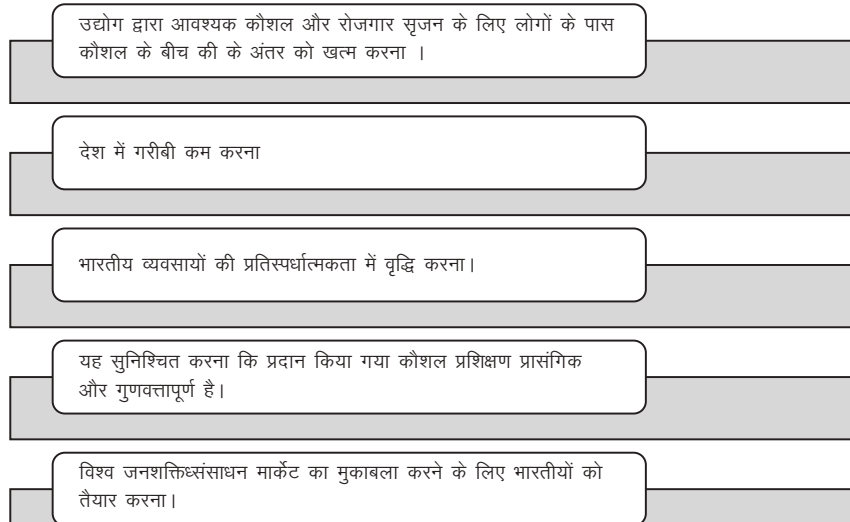 उद्योग द्वारा आवश्यक कौशल और रोजगार सृजन के लिए लोगों के पास
कौशल के बीच की के अंतर को खत्म करना ।
देश में गरीबी कम करना
भारतीय व्यवसायों की प्रतिस्पर्धात्मकता में वृद्धि करना।
यह सुनिश्चित करना कि प्रदान किया गया कौशल प्रशिक्षण प्रासंगिक
और गुणवत्तापूर्ण है।
विश्व जनशक्तिध्संसाधन मार्केट का मुकाबला करने के लिए भारतीयों को
तैयार करना।